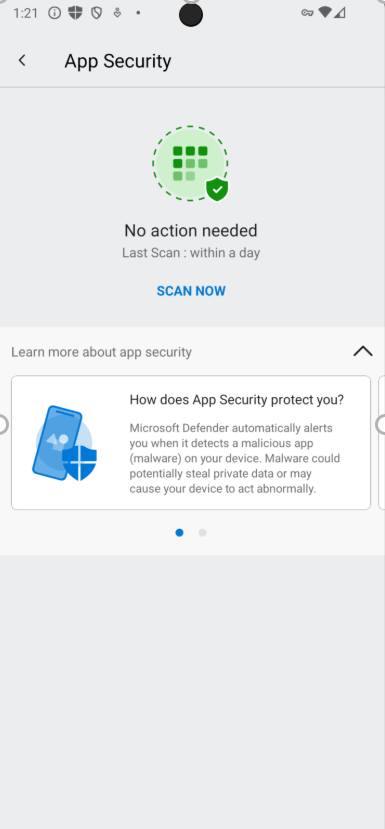 1:21
App Security
No action needed
Last Scan : within a day
SCAN NOW
Learn more about app security
How does App Security protect you?
Microsoft Defender automatically alerts
you when it detects a malicious app
(malware) on your device. Malware could
potentially steal private data or may
cause your device to act abnormally.